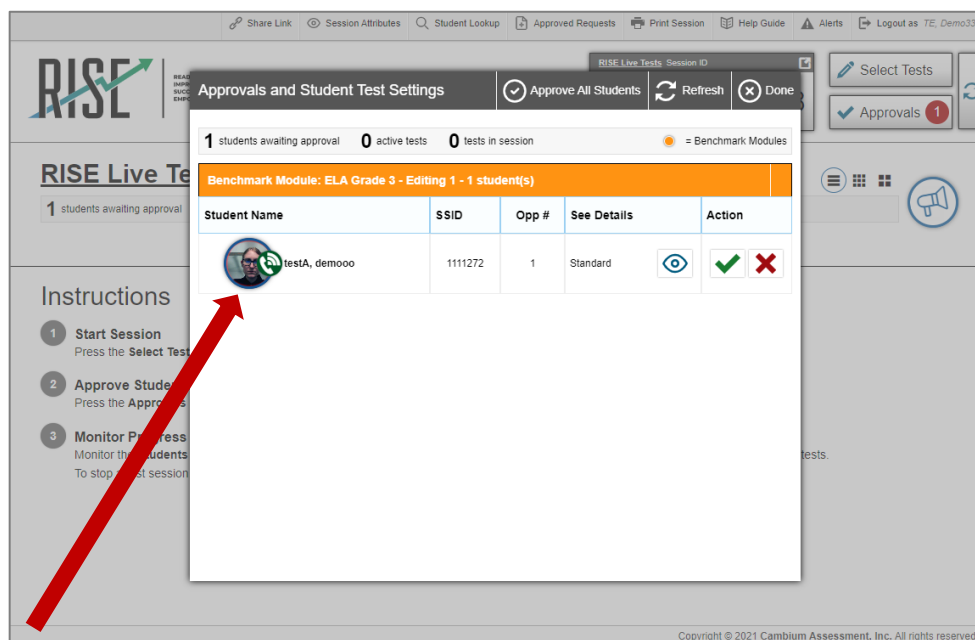 Share Link Session Attributes Student Lookup Approved Requests Print Session Help Guide Alerts Logout as TE, Demo33
RISE
RISE Live Tests Session ID
Select Tests
Approvals 1
Approvals and Student Test Settings Approve All Students Refresh Done
1 students awaiting approval 0 active tests 0 tests in session = Benchmark Modules
RISE Live Te
1 students awaiting approval
Benchmark Module: ELA Grade 3 - Editing 1 - 1 student(s)
Student Name SSID Opp # See Details Action
testA, demooo 1111272 1 Standard
Instructions
1 Start Session
Press the Select Test
2 Approve Stude
Press the
3 Monitor
Monitor the tests.
To stop session
Copyright © 2021 Cambium Assessment, Inc. All rights reserved